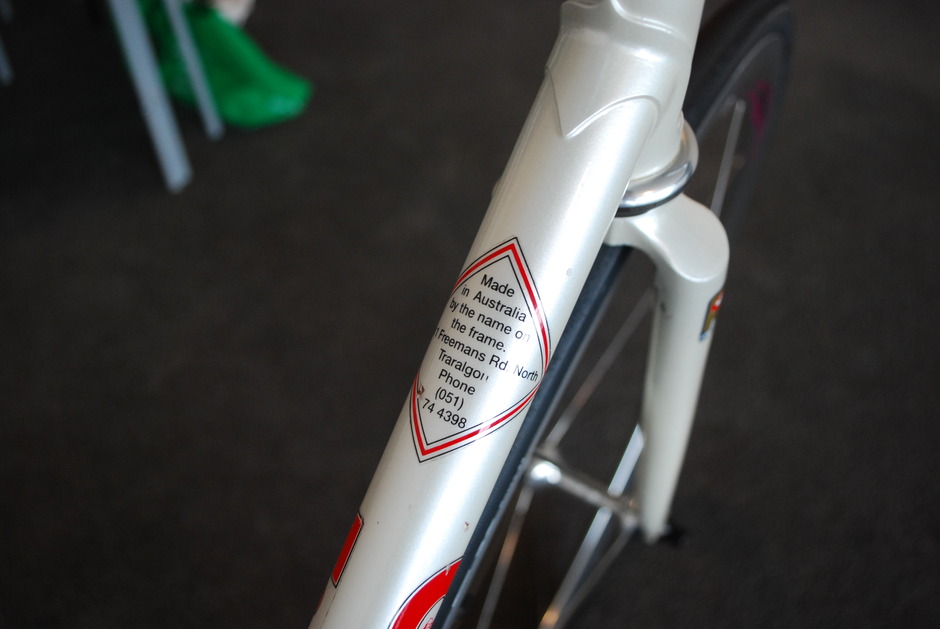 Made
in Australia
by the name on
the frame.
Freemans Rd. North
Traralgon
Phone
(051)
74 4398